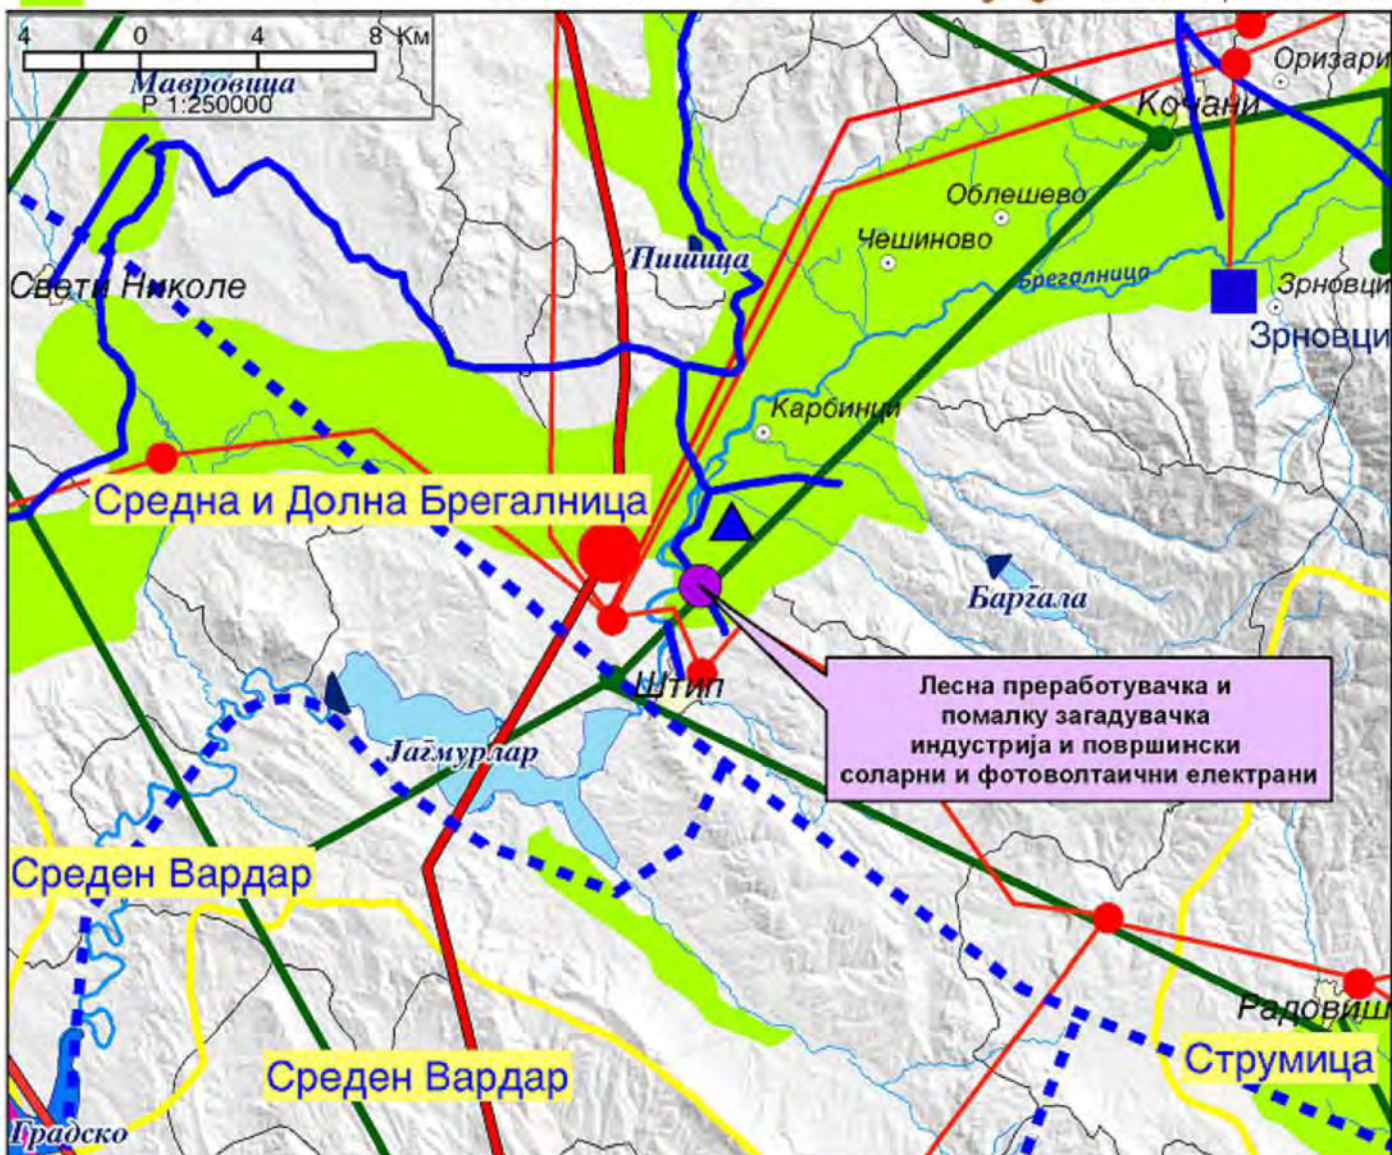 4 0 4 8 Км
Мавровица
Р 1:250000
Оризари
Кочани
Облешево
Чешиново
Пишица
Брегалница
Свети Николе
Зрновци
Зрновци
Карбинци
Средна и Долна Брегалница
Баргала
Штип
Лесна преработувачка и
помалку загадувачка
индустрија и површински
соларни и фотоволтаични електрани
Јаѓмурлар
Среден Вардар
Радовиш
Струмица
Среден Вардар
Градско